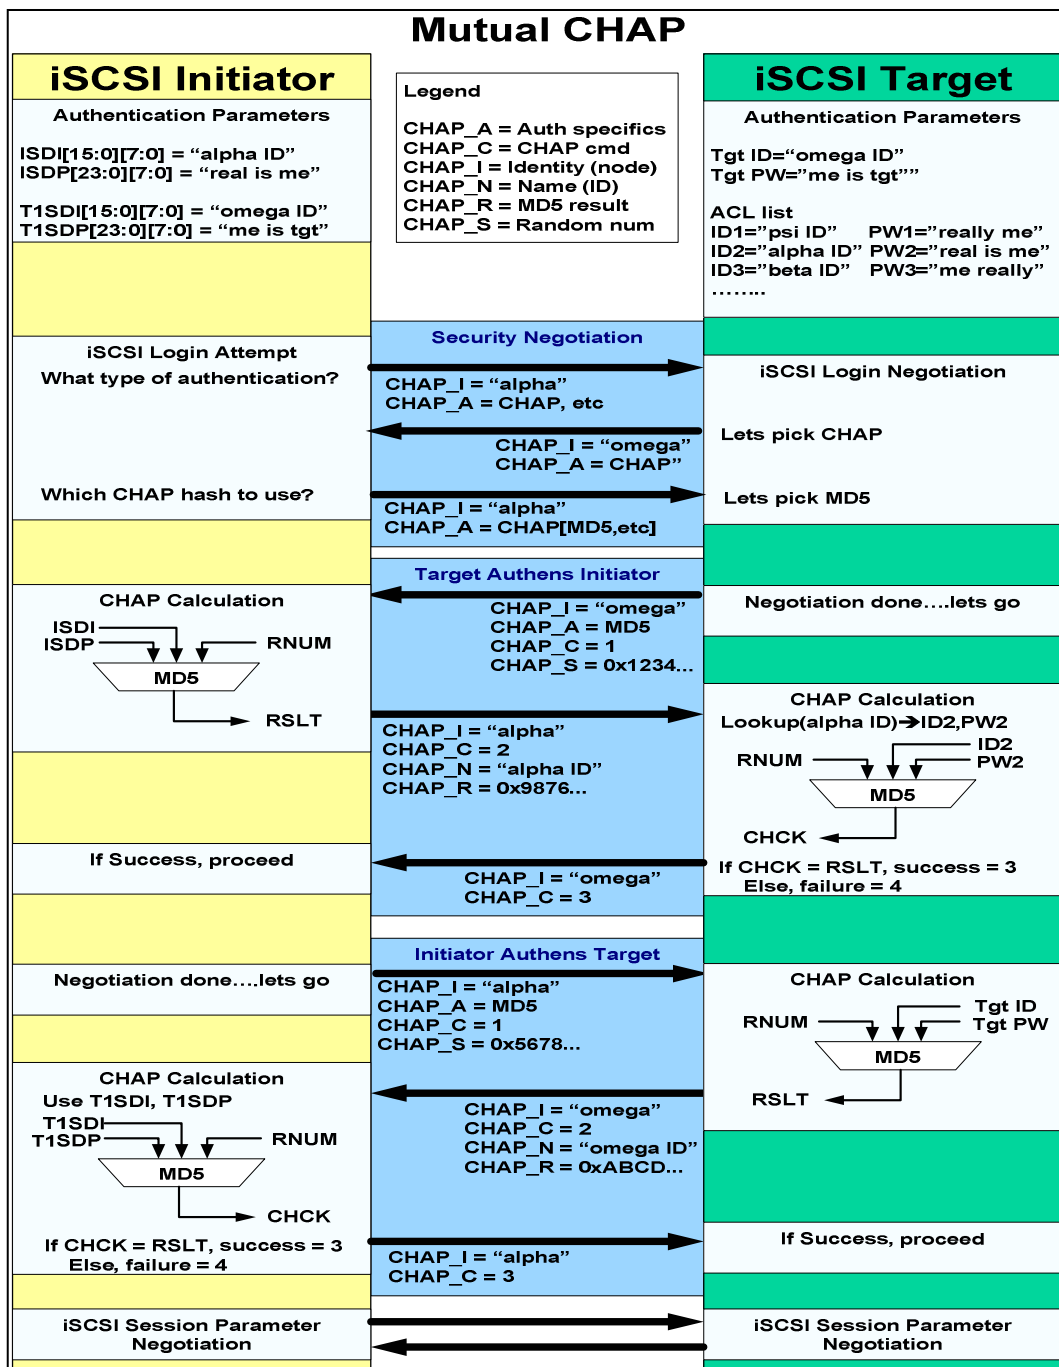 Mutual CHAP
iSCSI Initiator
Authentication Parameters
ISDI[15:0][7:0] = “alpha ID”
ISDP[23:0][7:0] = “real is me”
T1SDI[15:0][7:0] = “omega ID”
T1SDP[23:0][7:0] = “me is tgt”
Legend
CHAP_A = Auth specifics
CHAP_C = CHAP cmd
CHAP_I = Identity (node)
CHAP_N = Name (ID)
CHAP_R = MD5 result
CHAP_S = Random num
iSCSI Target
Authentication Parameters
Tgt ID=“omega ID”
Tgt PW=”me is tgt””
ACL list
ID1=”psi ID” PW1=”really me”
ID2=”alpha ID” PW2=”real is me”
ID3=”beta ID” PW3=”me really”
........
Security Negotiation
iSCSI Login Attempt
What type of authentication?
CHAP_I = “alpha”
CHAP_A = CHAP, etc
iSCSI Login Negotiation
Lets pick CHAP
CHAP_I = “omega”
CHAP_A = CHAP”
Which CHAP hash to use?
CHAP_I = “alpha”
CHAP_A = CHAP[MD5,etc]
Lets pick MD5
Target Authens Initiator
Negotiation done....lets go
CHAP_I = “omega”
CHAP_A = MD5
CHAP_C = 1
CHAP_S = 0x1234...
CHAP Calculation
ISDI
ISDP
RNUM
MD5
RSLT
CHAP_I = “alpha”
CHAP_C = 2
CHAP_N = “alpha ID”
CHAP_R = 0x9876...
CHAP Calculation
Lookup(alpha ID)➔ID2,PW2
ID2
RNUM
PW2
MD5
CHCK
If CHCK = RSLT, success = 3
Else, failure = 4
If Success, proceed
CHAP_I = “omega”
CHAP_C = 3
Initiator Authens Target
Negotiation done....lets go
CHAP_I = “alpha”
CHAP_A = MD5
CHAP_C = 1
CHAP_S = 0x5678...
CHAP Calculation
Tgt ID
RNUM
Tgt PW
MD5
RSLT
CHAP_I = “omega”
CHAP_C = 2
CHAP_N = “omega ID”
CHAP_R = 0xABCD...
CHAP Calculation
Use T1SDI, T1SDP
T1SDI
T1SDP
RNUM
MD5
CHCK
If CHCK = RSLT, success = 3
Else, failure = 4
CHAP_I = “alpha”
CHAP_C = 3
If Success, proceed
iSCSI Session Parameter
Negotiation
iSCSI Session Parameter
Negotiation